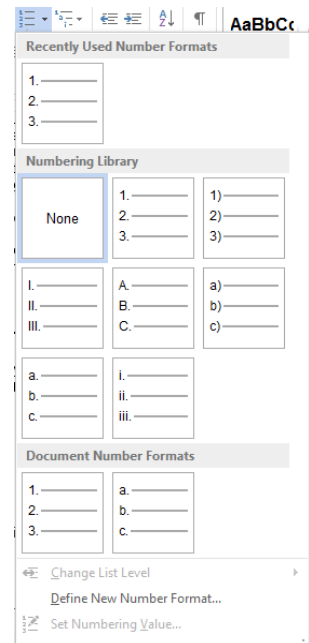 AaBbCc
Recently Used Number Formats
1.
2.
3.
Numbering Library
None
1.
2.
3.
1)
2)
3)
I.
II.
III.
A.
B.
C.
a)
b)
c)
a.
b.
c.
i.
ii.
iii.
Document Number Formats
1.
2.
3.
a.
b.
c.
Change List Level
Define New Number Format...
Set Numbering Value...